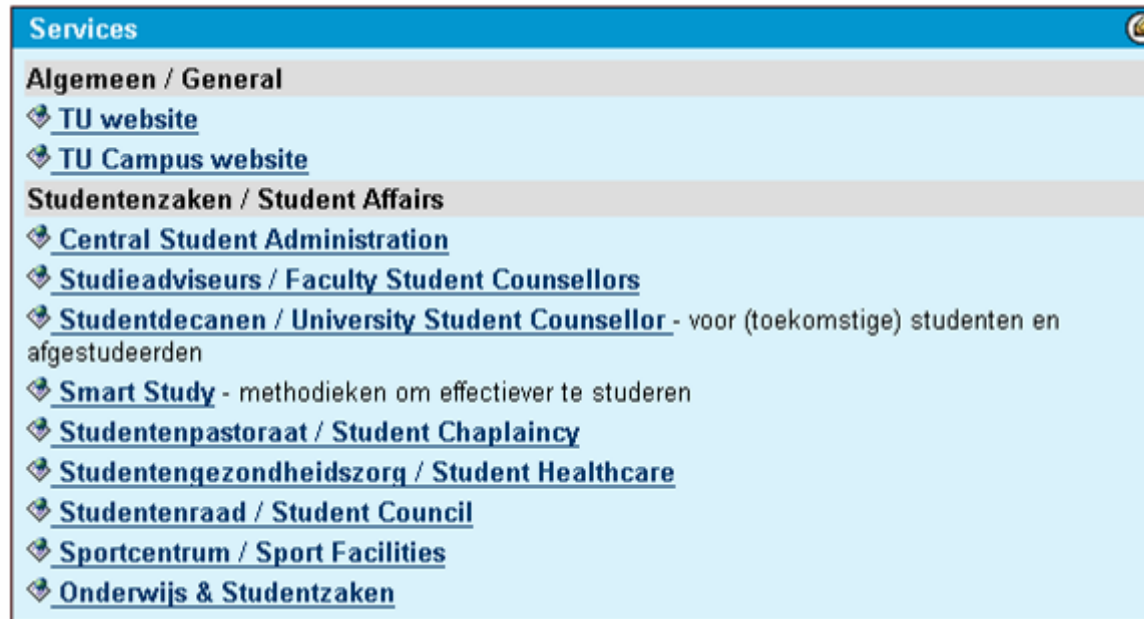 Services
Algemeen / General
TU website
TU Campus website
Studentenzaken / Student Affairs
Central Student Administration
Studieadviseurs / Faculty Student Counsellors
Studentdecanen / University Student Counsellor - voor (toekomstige) studenten en
afgestudeerden
Smart Study - methodieken om effectiever te studeren
Studentenpastoraat / Student Chaplaincy
Studentengezondheidszorg / Student Healthcare
Studentenraad / Student Council
Sportcentrum / Sport Facilities
Onderwijs & Studentzaken